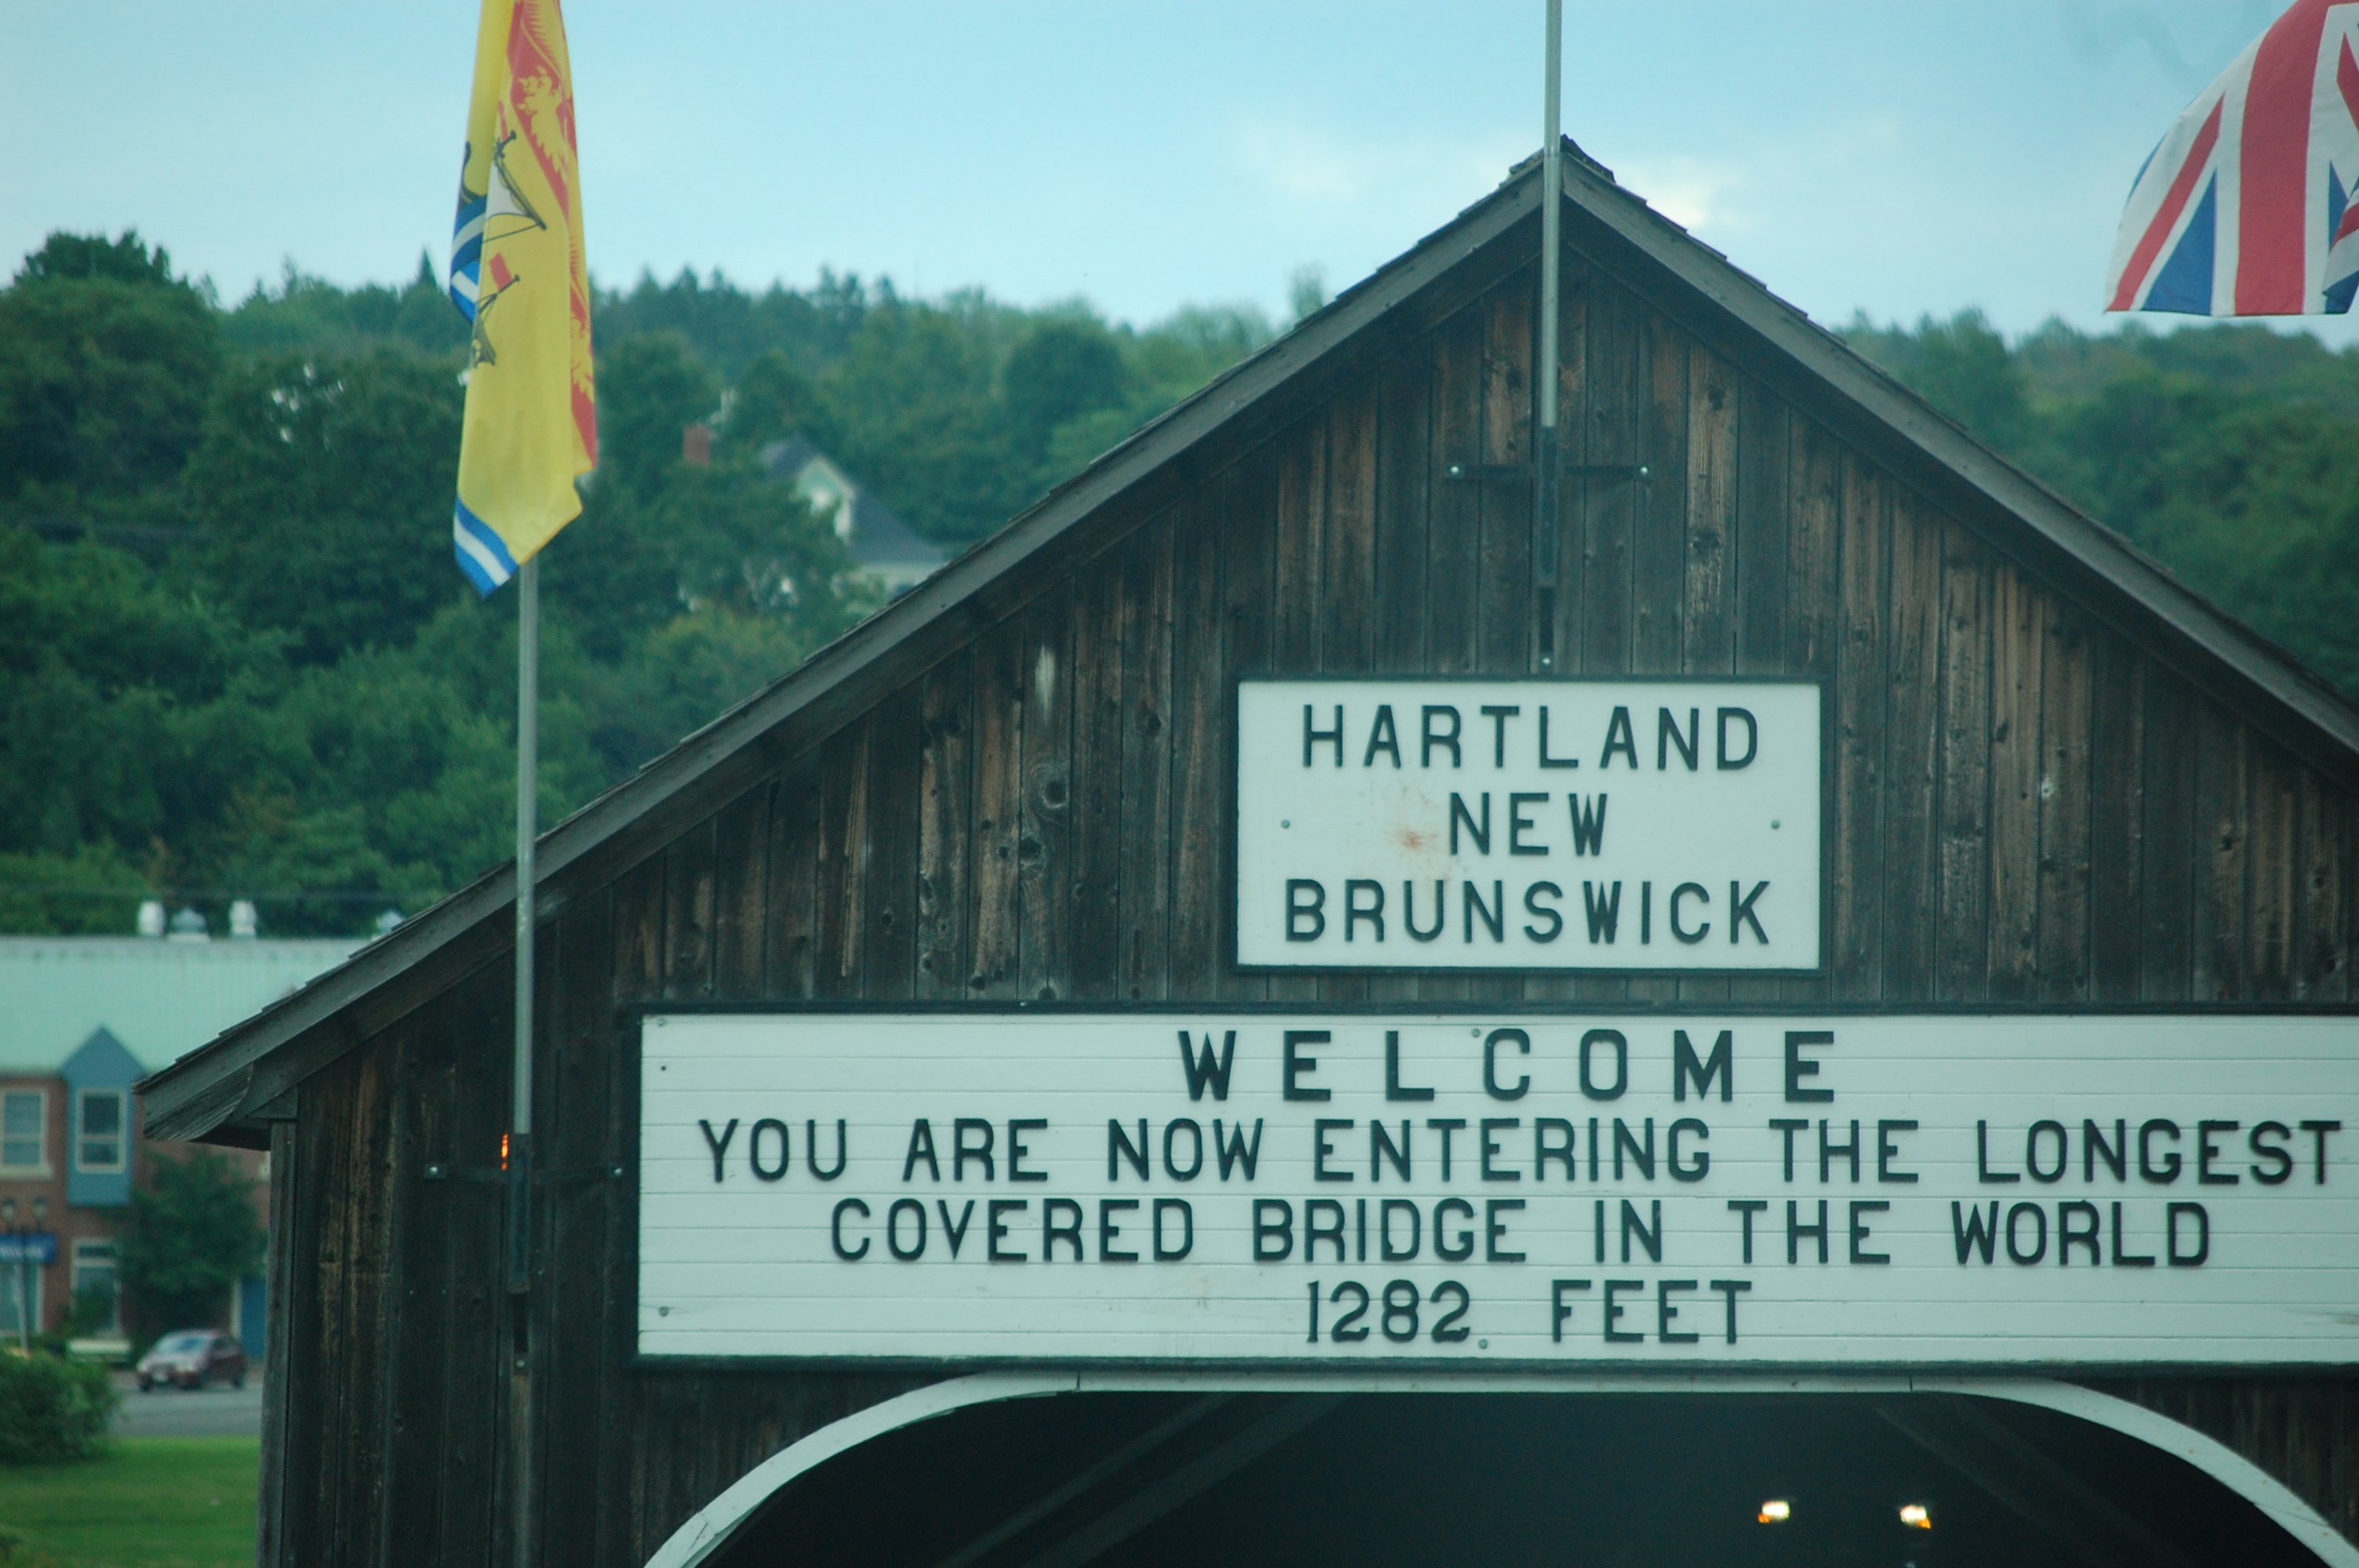 HARTLAND
NEW
BRUNSWICK
WELCOME
YOU ARE NOW ENTERING THE LONGEST
COVERED BRIDGE IN THE WORLD
1282 FEET